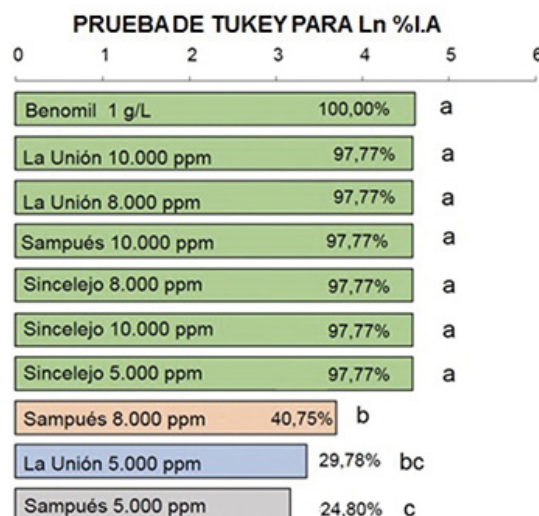 PRUEBA DE TUKEY PARA Ln %I.A
0 1 2 3 4 5 6
Benomil 1 g/L 100,00% a
La Unión 10.000 ppm 97,77% a
La Unión 8.000 ppm 97,77% a
Sampués 10.000 ppm 97,77% a
Sincelejo 8.000 ppm 97,77% a
Sincelejo 10.000 ppm 97,77% a
Sincelejo 5.000 ppm 97,77% a
Sampués 8.000 ppm 40,75% b
La Unión 5.000 ppm 29,78% bc
Sampués 5.000 ppm 24,80% c